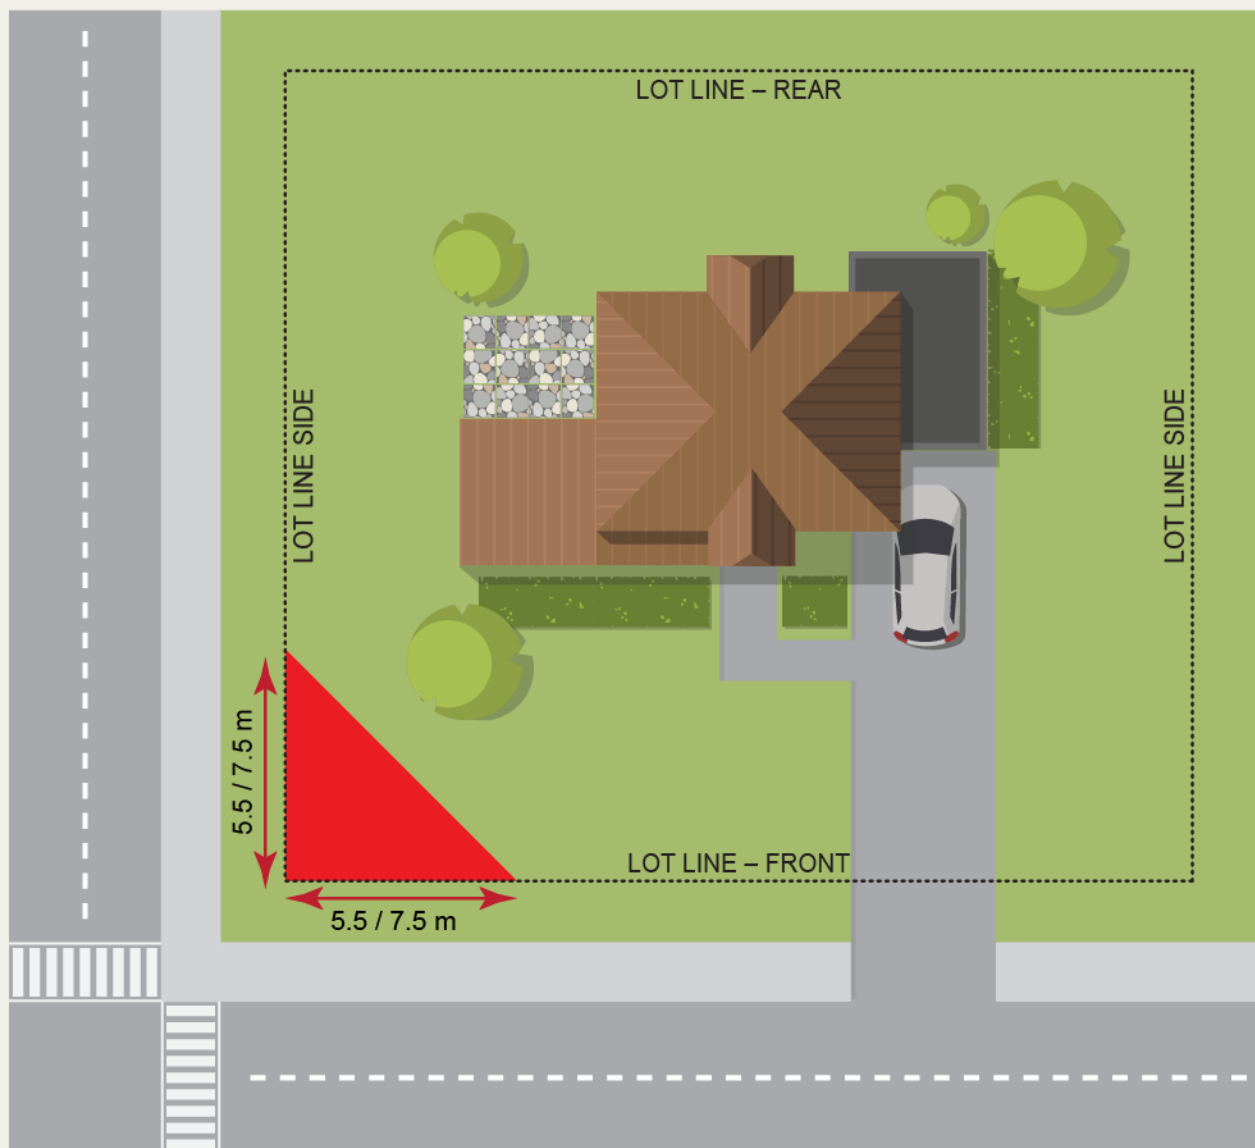 LOT LINE – REAR
LOT LINE SIDE
LOT LINE SIDE
5.5 / 7.5 m
LOT LINE – FRONT
5.5 / 7.5 m